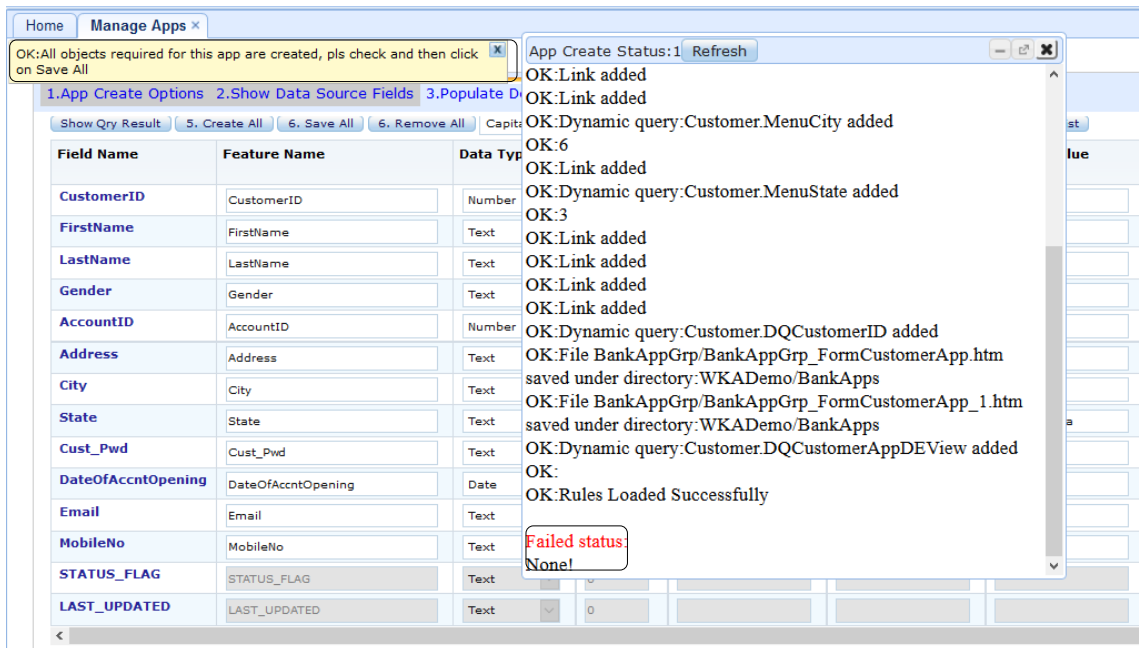 Home Manage Apps ×
OK:All objects required for this app are created, pls check and then click
on Save All
x
1.App Create Options 2.Show Data Source Fields 3.Populate D
Show Qry Result 5. Create All 6. Save All 6. Remove All Capit
st
Field Name Feature Name Data Typ lue
CustomerID CustomerID Number
FirstName FirstName Text
LastName LastName Text
Gender Gender Text
AccountID AccountID Number
Address Address Text
City City Text
State State Text a
Cust_Pwd Cust_Pwd Text
DateOfAccntOpening DateOfAccntOpening Date
Email Email Text
MobileNo MobileNo Text
STATUS_FLAG STATUS_FLAG Text 0
LAST_UPDATED LAST_UPDATED Text 0
App Create Status:1 Refresh
OK:Link added
OK:Link added
OK:Dynamic query:Customer.MenuCity added
OK:6
OK:Link added
OK:Dynamic query:Customer.MenuState added
OK:3
OK:Link added
OK:Link added
OK:Link added
OK:Link added
OK:Dynamic query:Customer.DQCustomerID added
OK:File BankAppGrp/BankAppGrp_FormCustomerApp.htm
saved under directory:WKADemo/BankApps
OK:File BankAppGrp/BankAppGrp_FormCustomerApp_1.htm
saved under directory:WKADemo/BankApps
OK:Dynamic query:Customer.DQCustomerAppDEView added
OK:
OK:Rules Loaded Successfully
Failed status:
None!